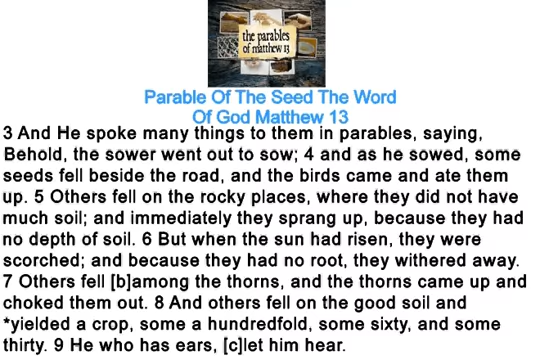 the parables
of matthew 13
Parable Of The Seed The Word
Of God Matthew 13
3 And He spoke many things to them in parables, saying,
Behold, the sower went out to sow; 4 and as he sowed, some
seeds fell beside the road, and the birds came and ate them
up. 5 Others fell on the rocky places, where they did not have
much soil; and immediately they sprang up, because they had
no depth of soil. 6 But when the sun had risen, they were
scorched; and because they had no root, they withered away.
7 Others fell [b]among the thorns, and the thorns came up and
choked them out. 8 And others fell on the good soil and
*yielded a crop, some a hundredfold, some sixty, and some
thirty. 9 He who has ears, [c]let him hear.